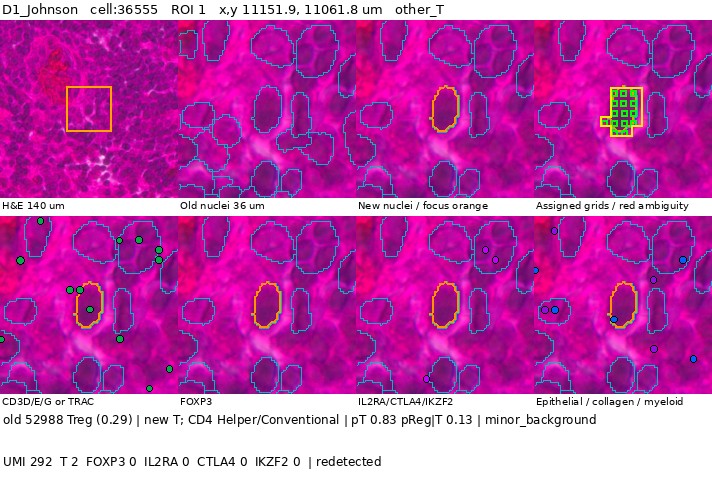 D1_Johnson cell:36555 ROI 1 x,y 11151.9, 11061.8 um other_T
H&E 140 um
Old nuclei 36 um
New nuclei / focus orange
Assigned grids / red ambiguity
CD3D/E/G or TRAC
FOXP3
IL2RA/CTLA4/IKZF2
Epithelial / collagen / myeloid
old 52988 Treg (0.29) | new T; CD4 Helper/Conventional | pT 0.83 pReg|T 0.13 | minor_background
UMI 292 T 2 FOXP3 0 IL2RA 0 CTLA4 0 IKZF2 0 | redetected